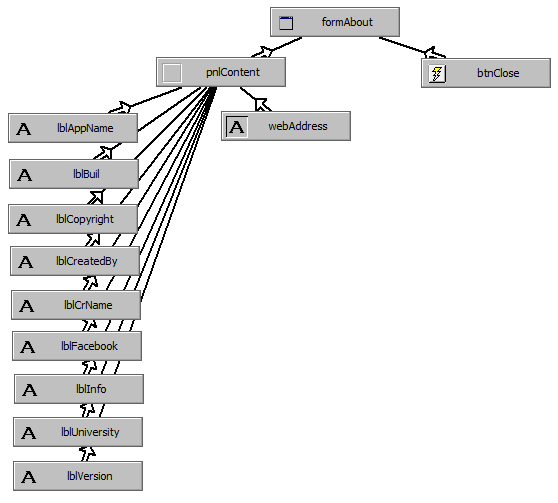 formAbout
pnlContent
btnClose
A lblAppName
A webAddress
A lblBuil
A lblCopyright
A lblCreatedBy
A lblCrName
A lblFacebook
A lblInfo
A lblUniversity
A lblVersion